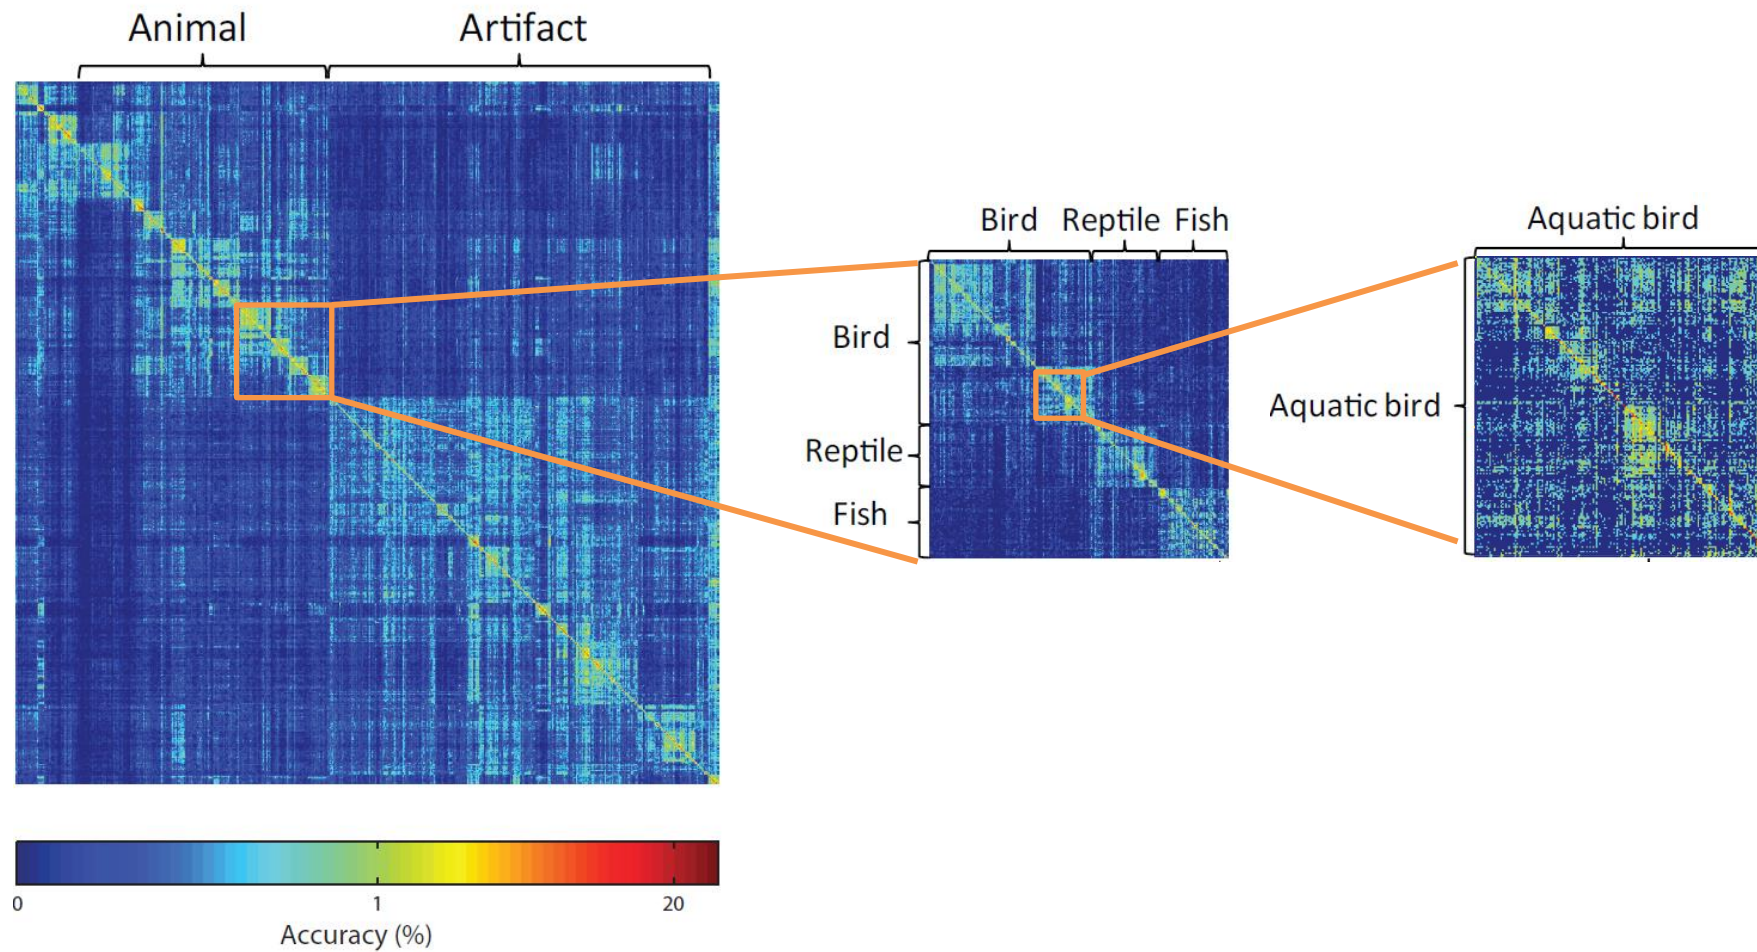 Animal
Artifact
Bird
Reptile
Fish
Bird
Reptile
Fish
Aquatic bird
Aquatic bird
0
1
20
Accuracy (%)